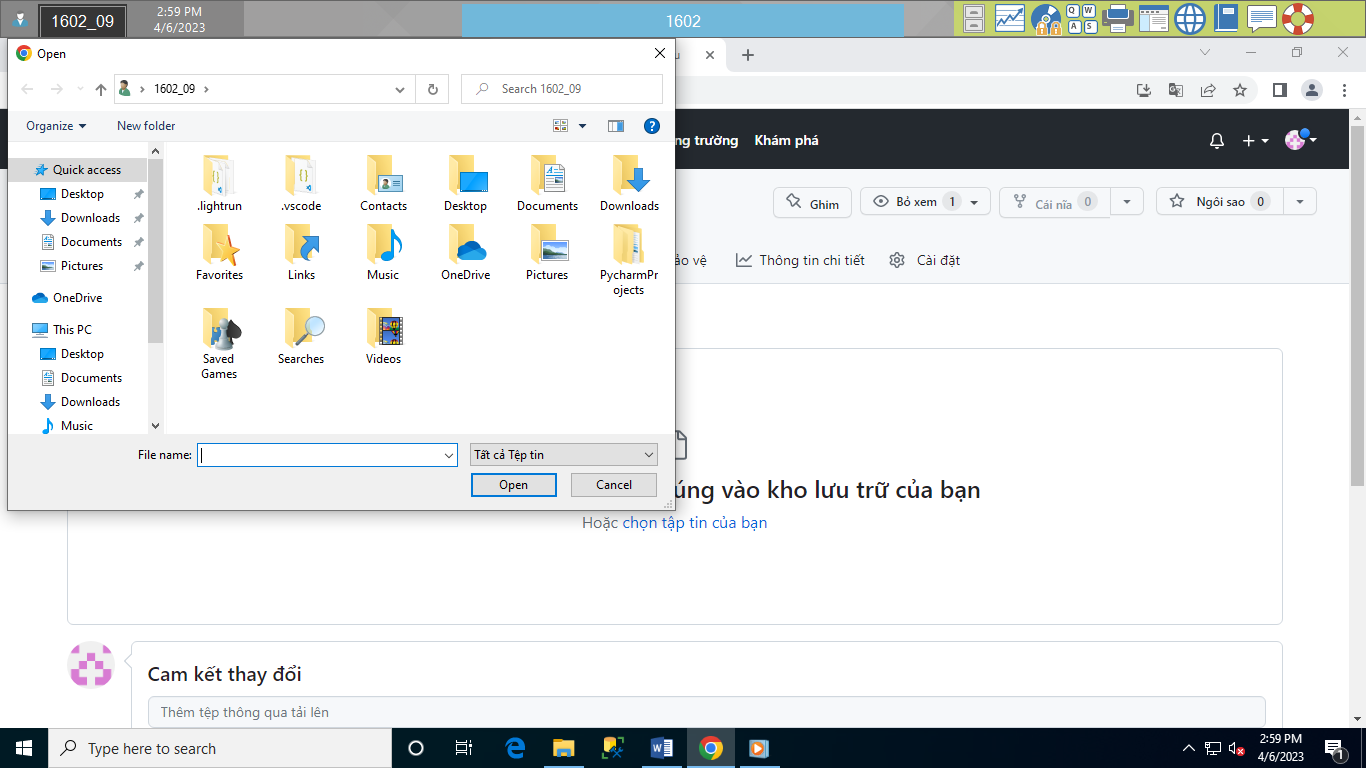 1602_09
2:59 PM
4/6/2023
1602
Q W
A S
Open
1602_09
Search 1602_09
Organize
New folder
Quick access
Desktop
Downloads
Documents
Pictures
OneDrive
This PC
Desktop
Documents
Downloads
Music
.lightrun
.vscode
Contacts
Desktop
Documents
Downloads
Favorites
Links
Music
OneDrive
Pictures
PycharmPr
ojects
Saved
Games
Searches
Videos
File name:
Tất cả Tệp tin
Open
Cancel
ng trường
Khám phá
Ghim
Bỏ xem 1
Cái nĩa 0
Ngôi sao 0
ảo vệ
Thông tin chi tiết
Cài đặt
úng vào kho lưu trữ của bạn
Hoặc chọn tập tin của bạn
Cam kết thay đổi
Thêm tệp thông qua tải lên
Type here to search
2:59 PM
4/6/2023
1